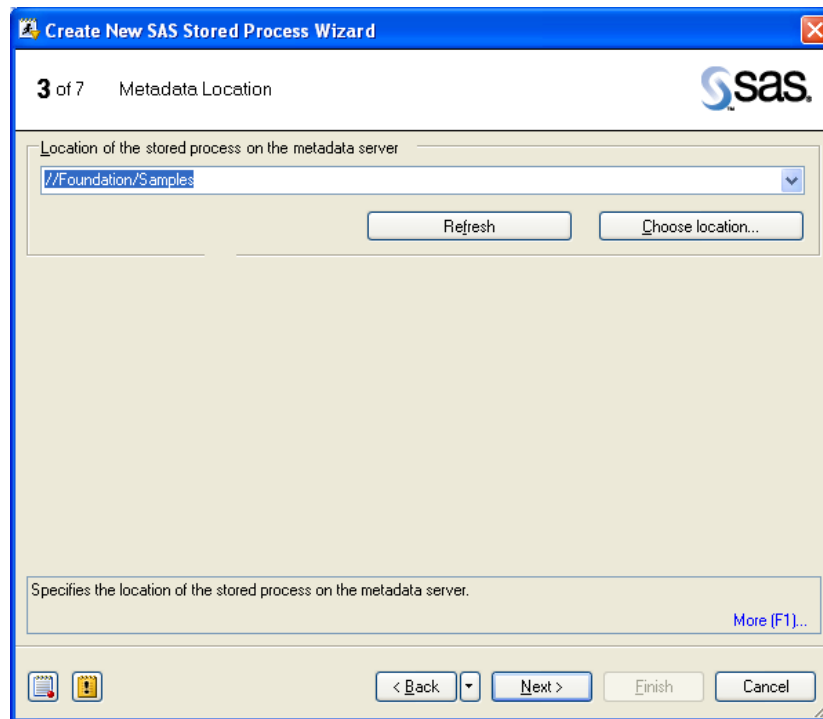 Create New SAS Stored Process Wizard
3 of 7 Metadata Location
sas.
TM
Location of the stored process on the metadata server
//Foundation/Samples
Refresh Choose location...
Specifies the location of the stored process on the metadata server.
More (F1)...
< Back Next > Finish Cancel